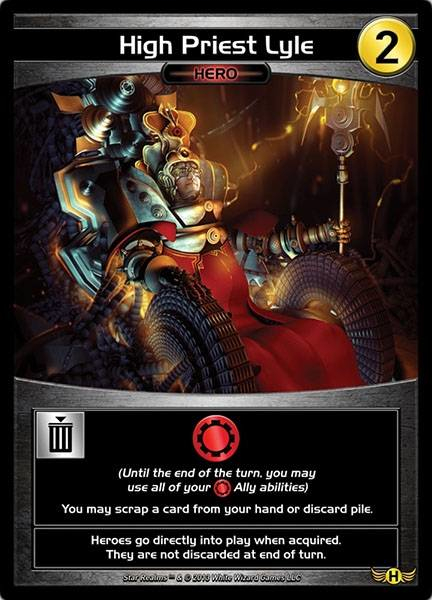 High Priest Lyle
2
HERO
(Until the end of the turn, you may
use all of your Ally abilities)
You may scrap a card from your hand or discard pile.
Heroes go directly into play when acquired.
They are not discarded at end of turn.
Star Realms™ & © 2013 White Wizard Games LLC
H